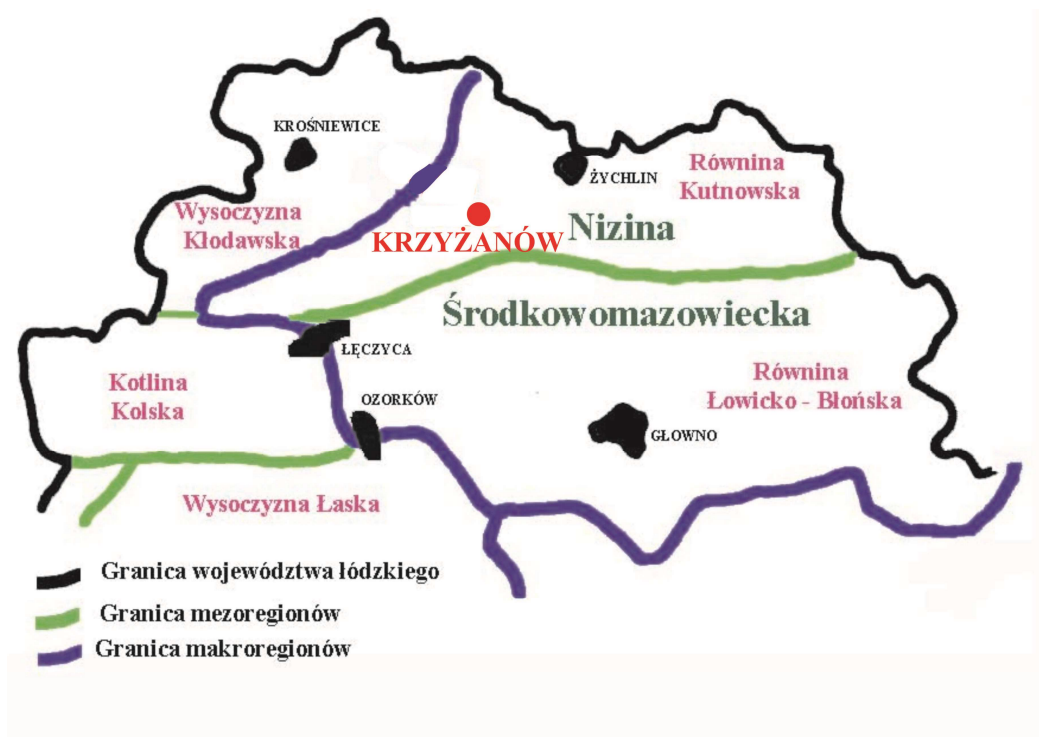 KROŚNIEWICE
ŻYCHLIN
Równina
Kutnowska
Wysoczyzna
Kłodawska
KRZYŻANÓW
Nizina
Środkowomazowiecka
ŁĘCZYCA
Kotlina
Kolska
OZORKÓW
Równina
Łowicko - Błońska
GŁOWNO
Wysoczyzna Łaska
Granica województwa łódzkiego
Granica mezoregionów
Granica makroregionów